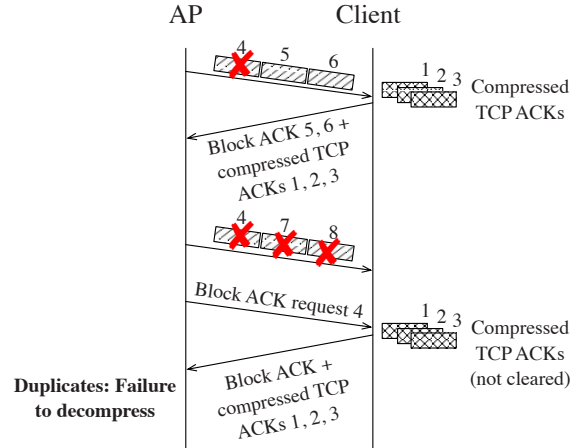 AP Client
4 5 6
1 2 3
Compressed
TCP ACKs
Block ACK 5, 6 +
compressed TCP
ACKs 1, 2, 3
4 7 8
Block ACK request 4
1 2 3
Compressed
TCP ACKs
(not cleared)
Block ACK +
compressed TCP
ACKs 1, 2, 3
Duplicates: Failure
to decompress